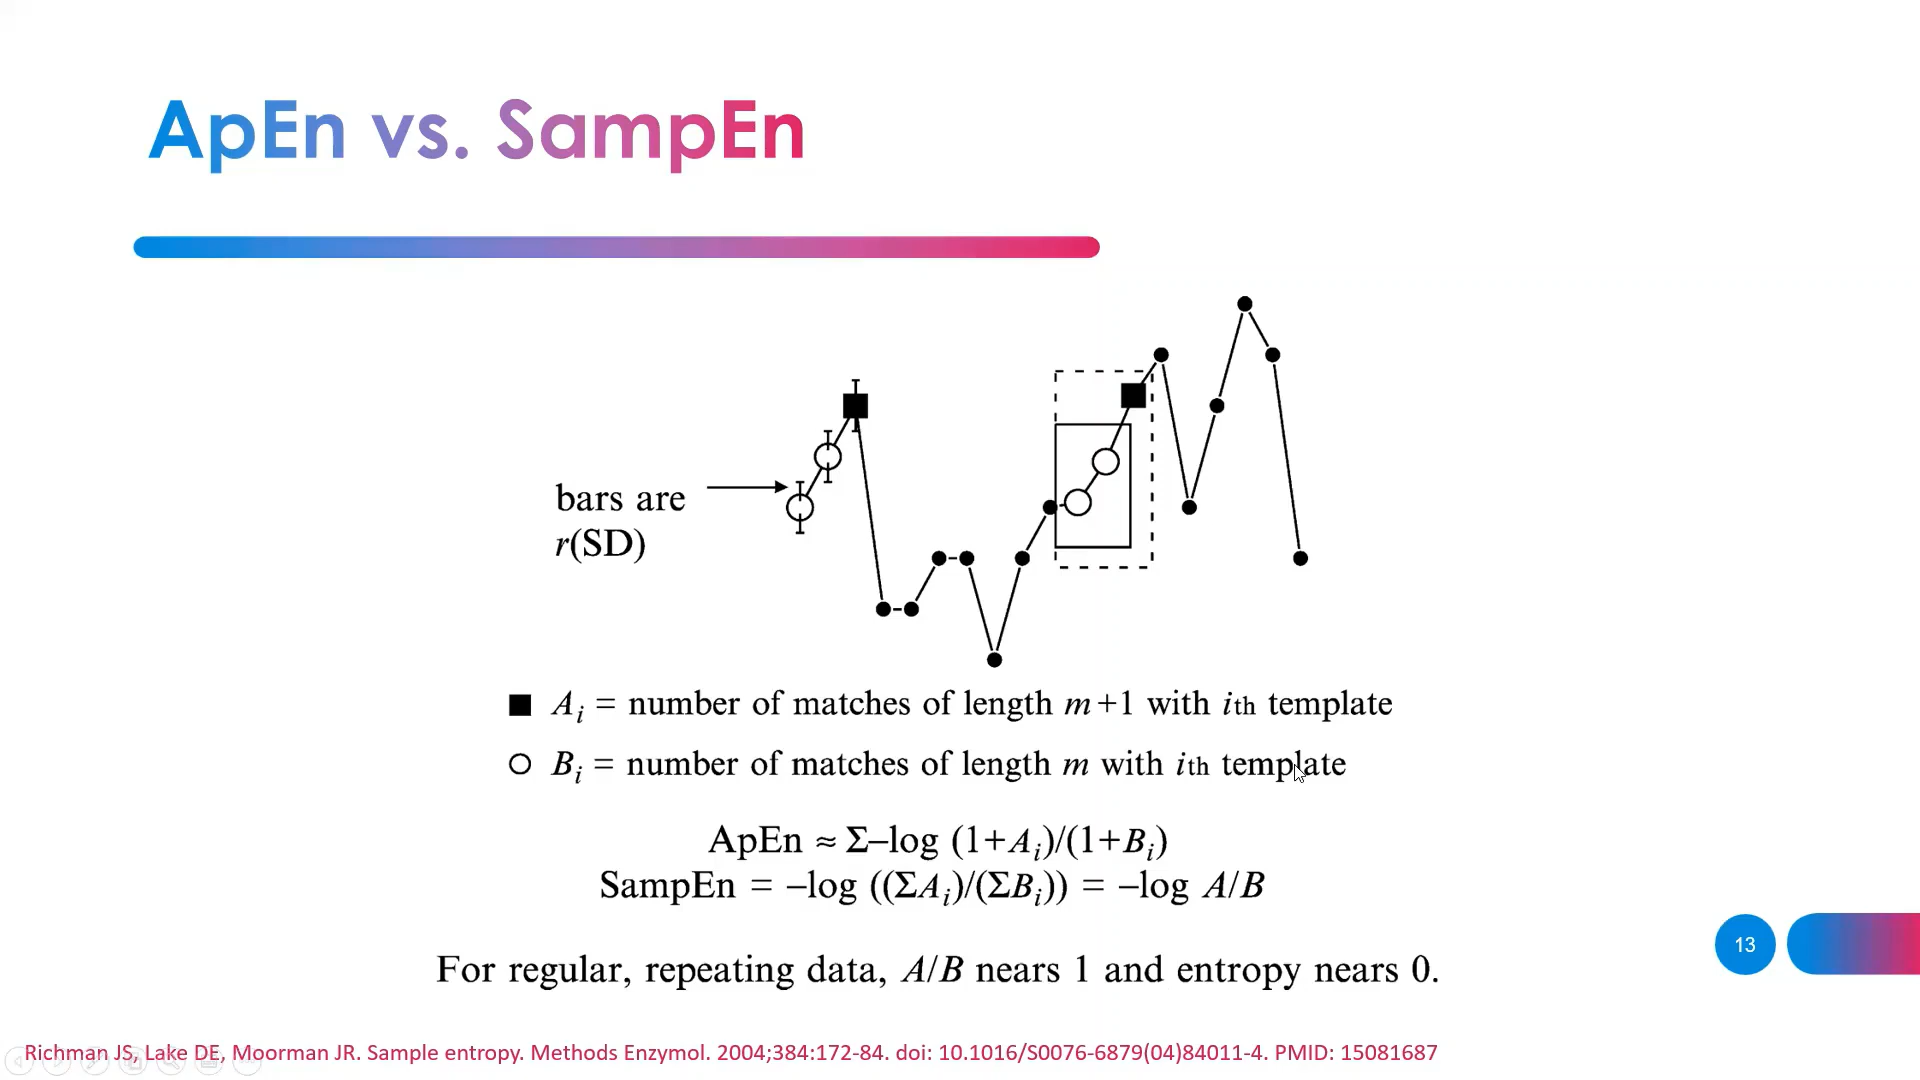 ApEn vs. SampEn
bars are
r(SD)
A_i = number of matches of length m+1 with ith template
B_i = number of matches of length m with ith template
ApEn ≈ Σ–log (1+A_i)/(1+B_i)
SampEn = –log ((ΣA_i)/(ΣB_i)) = –log A/B
13
For regular, repeating data, A/B nears 1 and entropy nears 0.
Richman JS, Lake DE, Moorman JR. Sample entropy. Methods Enzymol. 2004;384:172-84. doi: 10.1016/S0076-6879(04)84011-4. PMID: 15081687